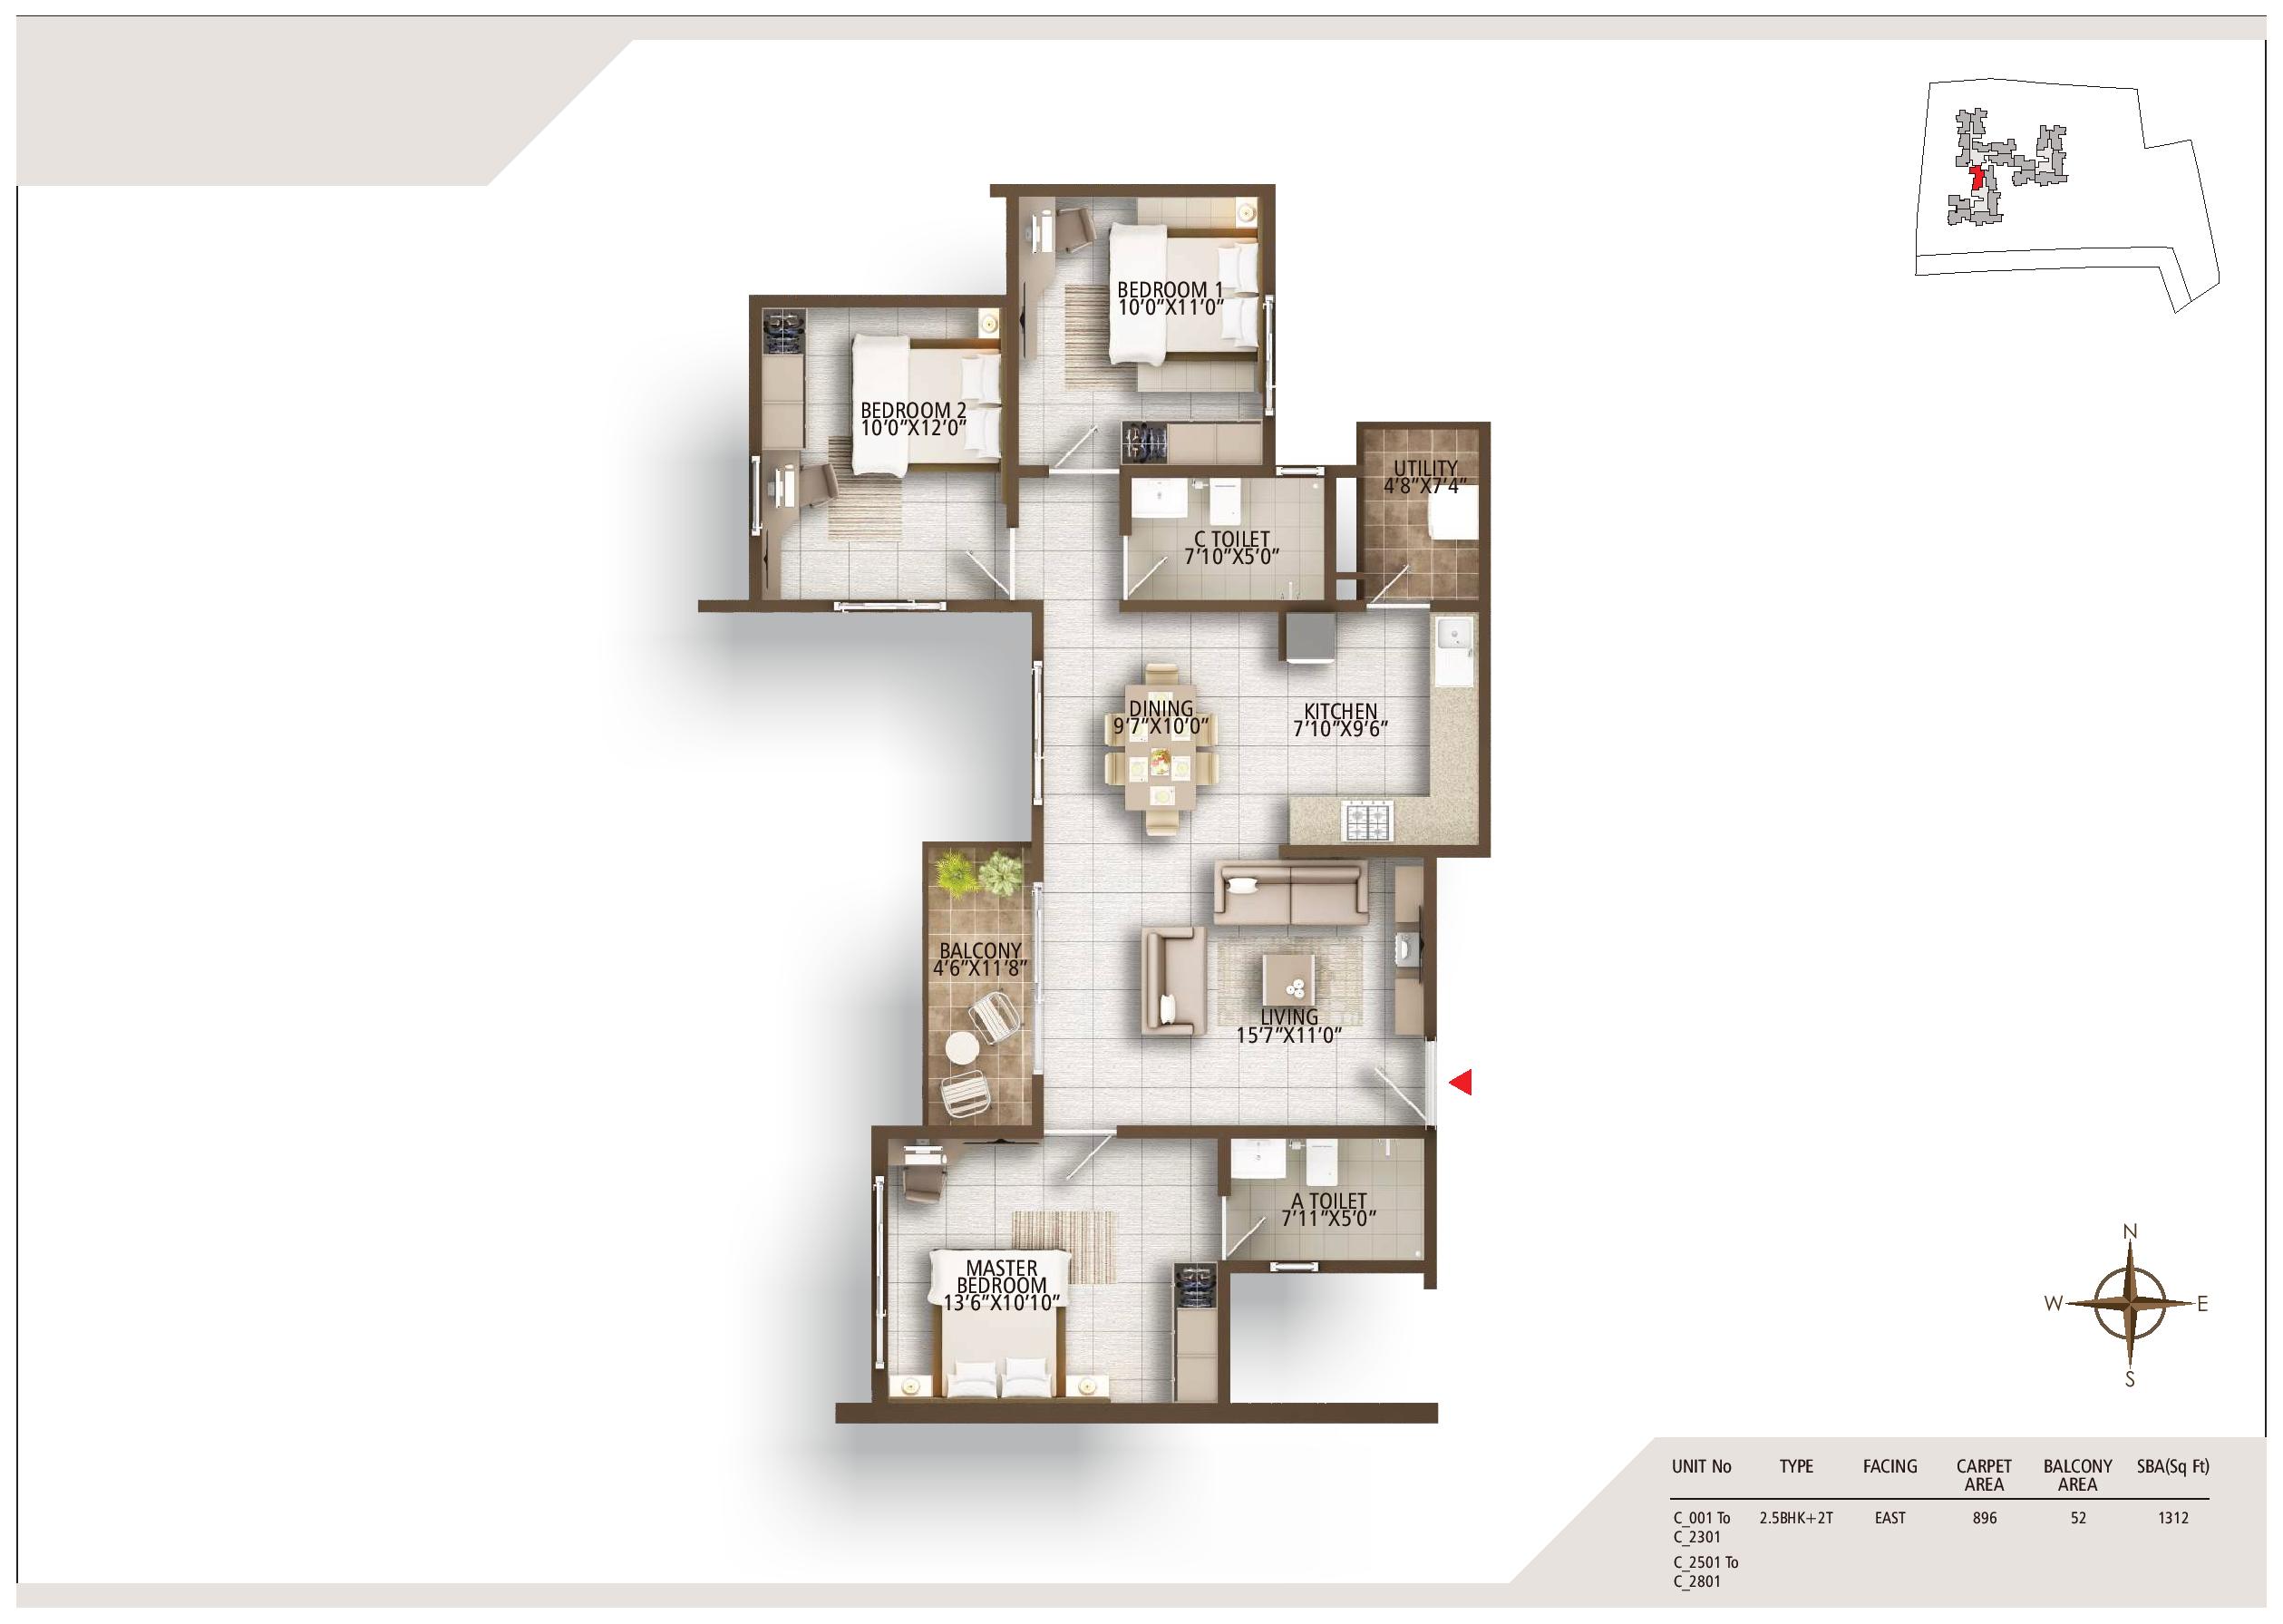 BEDROOM 1
10'0"X11'0"
BEDROOM 2
10'0"X12'0"
UTILITY
4'8"X7'4"
C TOILET
7'10"X5'0"
DINING
9'7"X10'0"
KITCHEN
7'10"X9'6"
BALCONY
4'6"X11'8"
LIVING
15'7"X11'0"
A TOILET
7'11"X5'0"
MASTER
BEDROOM
13'6"X10'10"
N
W E
S
UNIT No TYPE FACING CARPET AREA BALCONY AREA SBA(Sq Ft)
C_001 To 2.5BHK+2T EAST 896 52 1312
C_2301
C_2501 To
C_2801